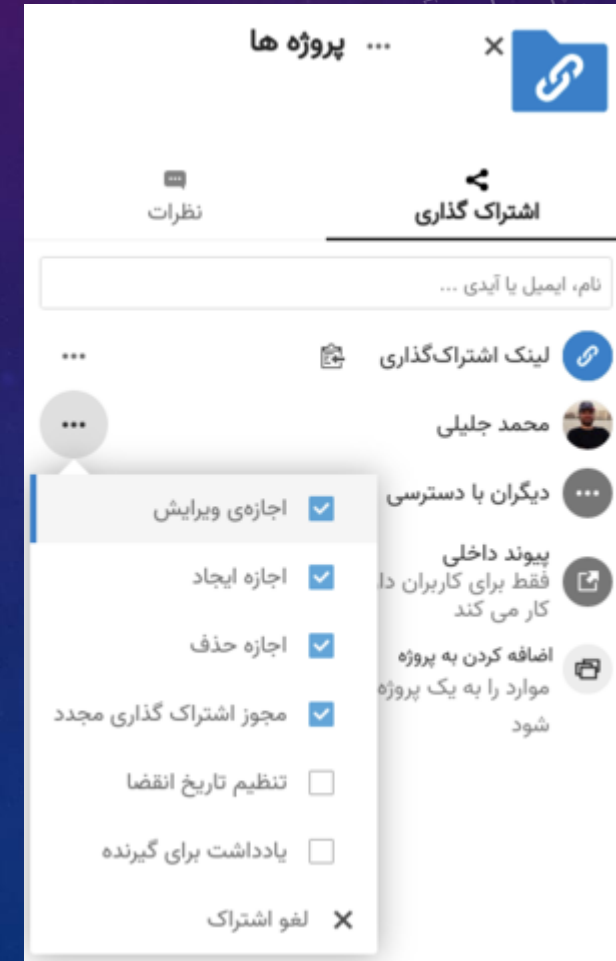 پروژه ها
...
اشتراک گذاری
نظرات
نام، ایمیل یا آیدی ...
لینک اشتراک‌گذاری
محمد جلیلی
دیگران با دسترسی
پیوند داخلی
فقط برای کاربران
کار می کند
اضافه کردن به پروژه
موارد را به یک پروژه
شود
اجازه‌ی ویرایش
اجازه ایجاد
اجازه حذف
مجوز اشتراک گذاری مجدد
تنظیم تاریخ انقضا
یادداشت برای گیرنده
لغو اشتراک